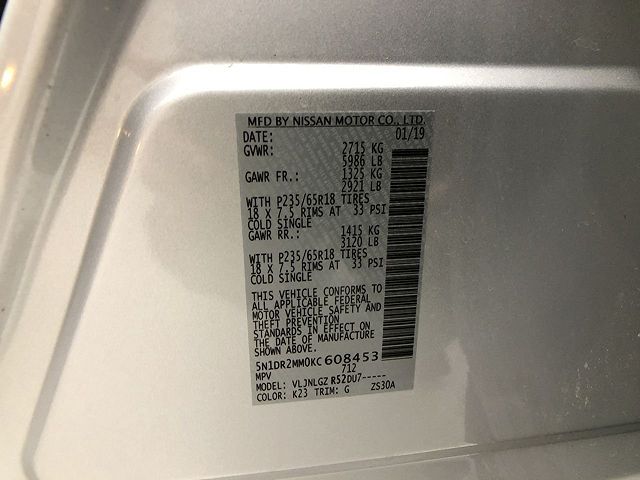 MFD BY NISSAN MOTOR CO., LTD.
DATE: 01/19
GVWR: 2715 KG
5986 LB
GAWR FR.: 1325 KG
2921 LB
WITH P235/65R18 TIRES
18 X 7.5 RIMS AT 33 PSI
COLD SINGLE
GAWR RR.: 1415 KG
3120 LB
WITH P235/65R18 TIRES
18 X 7.5 RIMS AT 33 PSI
COLD SINGLE
THIS VEHICLE CONFORMS TO
ALL APPLICABLE FEDERAL
MOTOR VEHICLE SAFETY AND
THEFT PREVENTION
STANDARDS IN EFFECT ON
THE DATE OF MANUFACTURE
SHOWN ABOVE.
5N1DR2MM0KC608453
MPV 712
MODEL: VLJNLGZ R52DU7-----
COLOR: K23 TRIM: G ZS30A